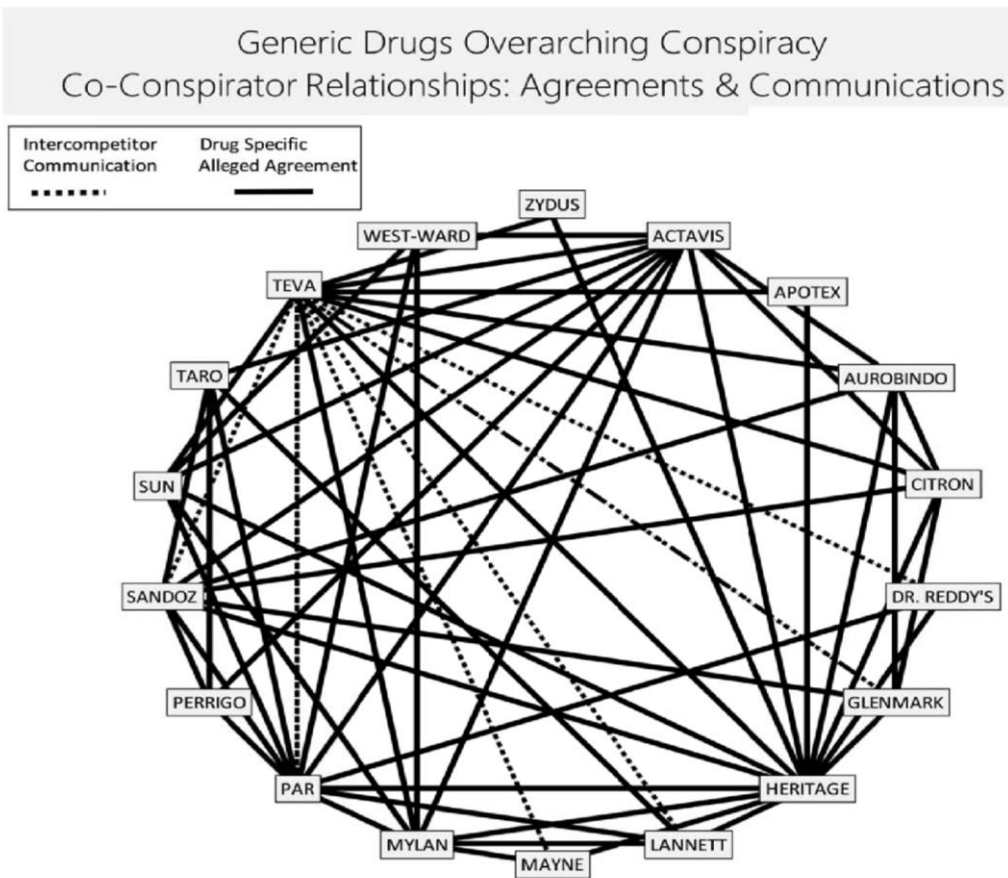 Generic Drugs Overarching Conspiracy
Co-Conspirator Relationships: Agreements & Communications
Intercompetitor Communication
Drug Specific Alleged Agreement
ZYDUS
WEST-WARD
ACTAVIS
TEVA
APOTEX
TARO
AUROBINDO
SUN
CITRON
SANDOZ
DR. REDDY'S
PERRIGO
GLENMARK
PAR
HERITAGE
MYLAN
LANNETT
MAYNE